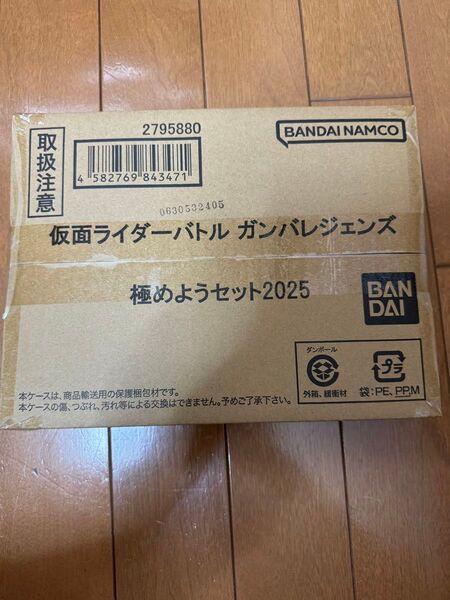 取扱注意
2795880
BANDAI NAMCO
4 582769 843471
0630532405
仮面ライダーバトル ガンバレジェンズ
極めようセット2025
BAN
DAI
ダンボール
外箱、緩衝材
プラ
袋:PE、PP,M
本ケースは、商品輸送用の保護梱包材です。
本ケースの傷、つぶれ、汚れ等による交換はできません。予めご了承下さい。